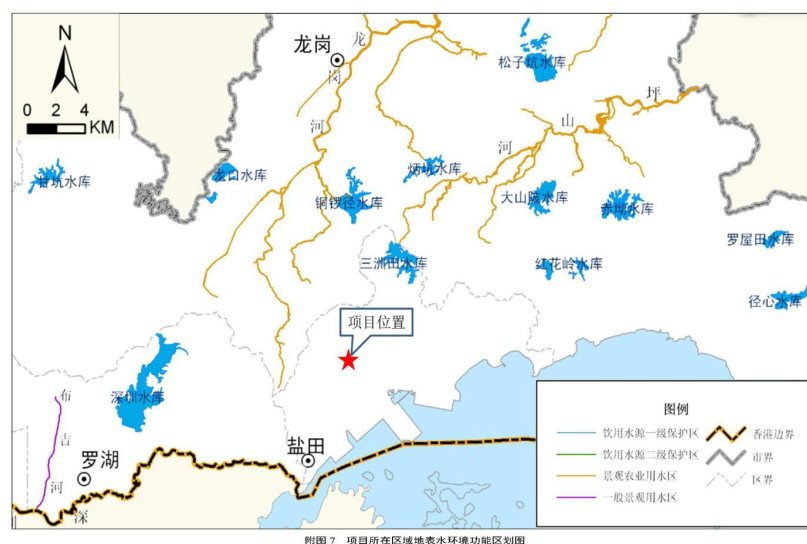 N
0 2 4
KM
龙岗
龙
岗
河
松子坑水库
坪
山
河
甘坑水库
龙口水库
炳坑水库
铜锣径水库
大山陂水库
赤坳水库
三洲田水库
红花岭水库
罗屋田水库
径心水库
项目位置
深圳水库
布
吉
河
罗湖
盐田
深
图例
饮用水源一级保护区
饮用水源二级保护区
景观农业用水区
一般景观用水区
香港边界
市界
区界
附图 7 项目所在区域地表水环境功能区划图